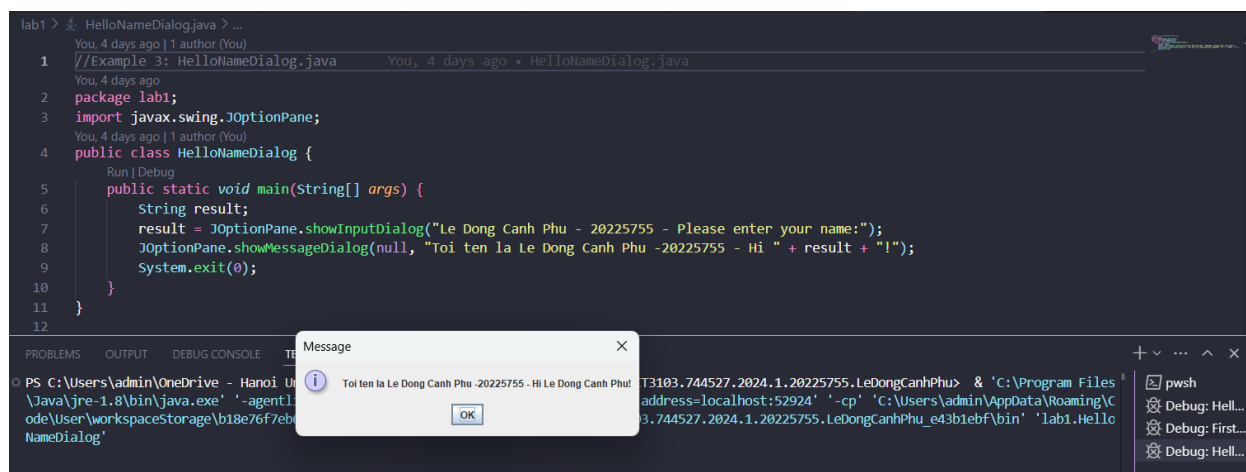 lab1 > HelloNameDialog.java > ...
You, 4 days ago | 1 author (You)
1 //Example 3: HelloNameDialog.java You, 4 days ago • HelloNameDialog.java
You, 4 days ago
2 package lab1;
3 import javax.swing.JOptionPane;
You, 4 days ago | 1 author (You)
4 public class HelloNameDialog {
Run | Debug
5 public static void main(String[] args) {
6 String result;
7 result = JOptionPane.showInputDialog("Le Dong Canh Phu - 20225755 - Please enter your name:");
8 JOptionPane.showMessageDialog(null, "Toi ten la Le Dong Canh Phu -20225755 - Hi " + result + "!");
9 System.exit(0);
10 }
11 }
12
Message
Toi ten la Le Dong Canh Phu -20225755 - Hi Le Dong Canh Phu!
OK
PROBLEMS OUTPUT DEBUG CONSOLE TE
PS C:\Users\admin\OneDrive - Hanoi Un T3103.744527.2024.1.20225755.LeDongCanhPhu> & 'C:\Program Files
\Java\jre-1.8\bin\java.exe' '-agentli address=localhost:52924' '-cp' 'C:\Users\admin\AppData\Roaming\C
ode\User\workspaceStorage\b18e76f7eb 3.744527.2024.1.20225755.LeDongCanhPhu_e43b1ebf\bin' 'lab1.Hello
NameDialog'
pwsh
Debug: Hell...
Debug: First...
Debug: Hell...